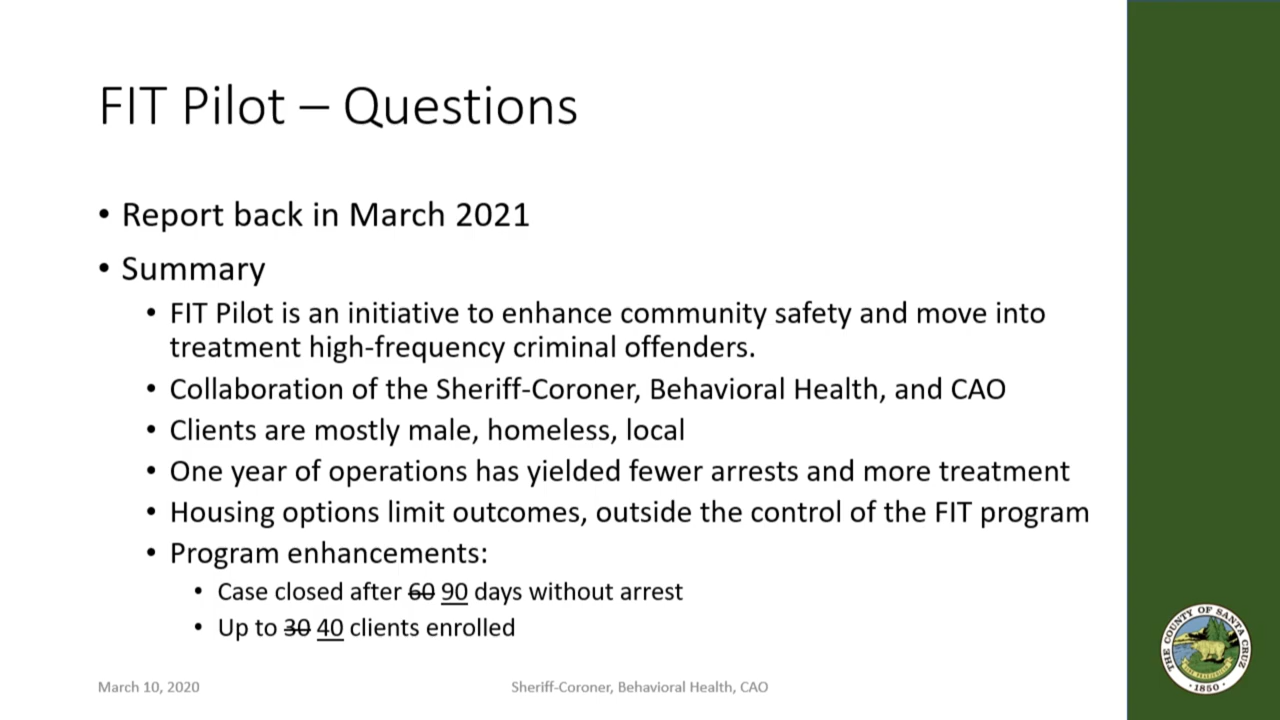 FIT Pilot – Questions
• Report back in March 2021
• Summary
• FIT Pilot is an initiative to enhance community safety and move into
treatment high-frequency criminal offenders.
• Collaboration of the Sheriff-Coroner, Behavioral Health, and CAO
• Clients are mostly male, homeless, local
• One year of operations has yielded fewer arrests and more treatment
• Housing options limit outcomes, outside the control of the FIT program
• Program enhancements:
• Case closed after 60 90 days without arrest
• Up to 30 40 clients enrolled
THE COUNTY OF SANTA CRUZ
· 1850 ·
March 10, 2020
Sheriff-Coroner, Behavioral Health, CAO